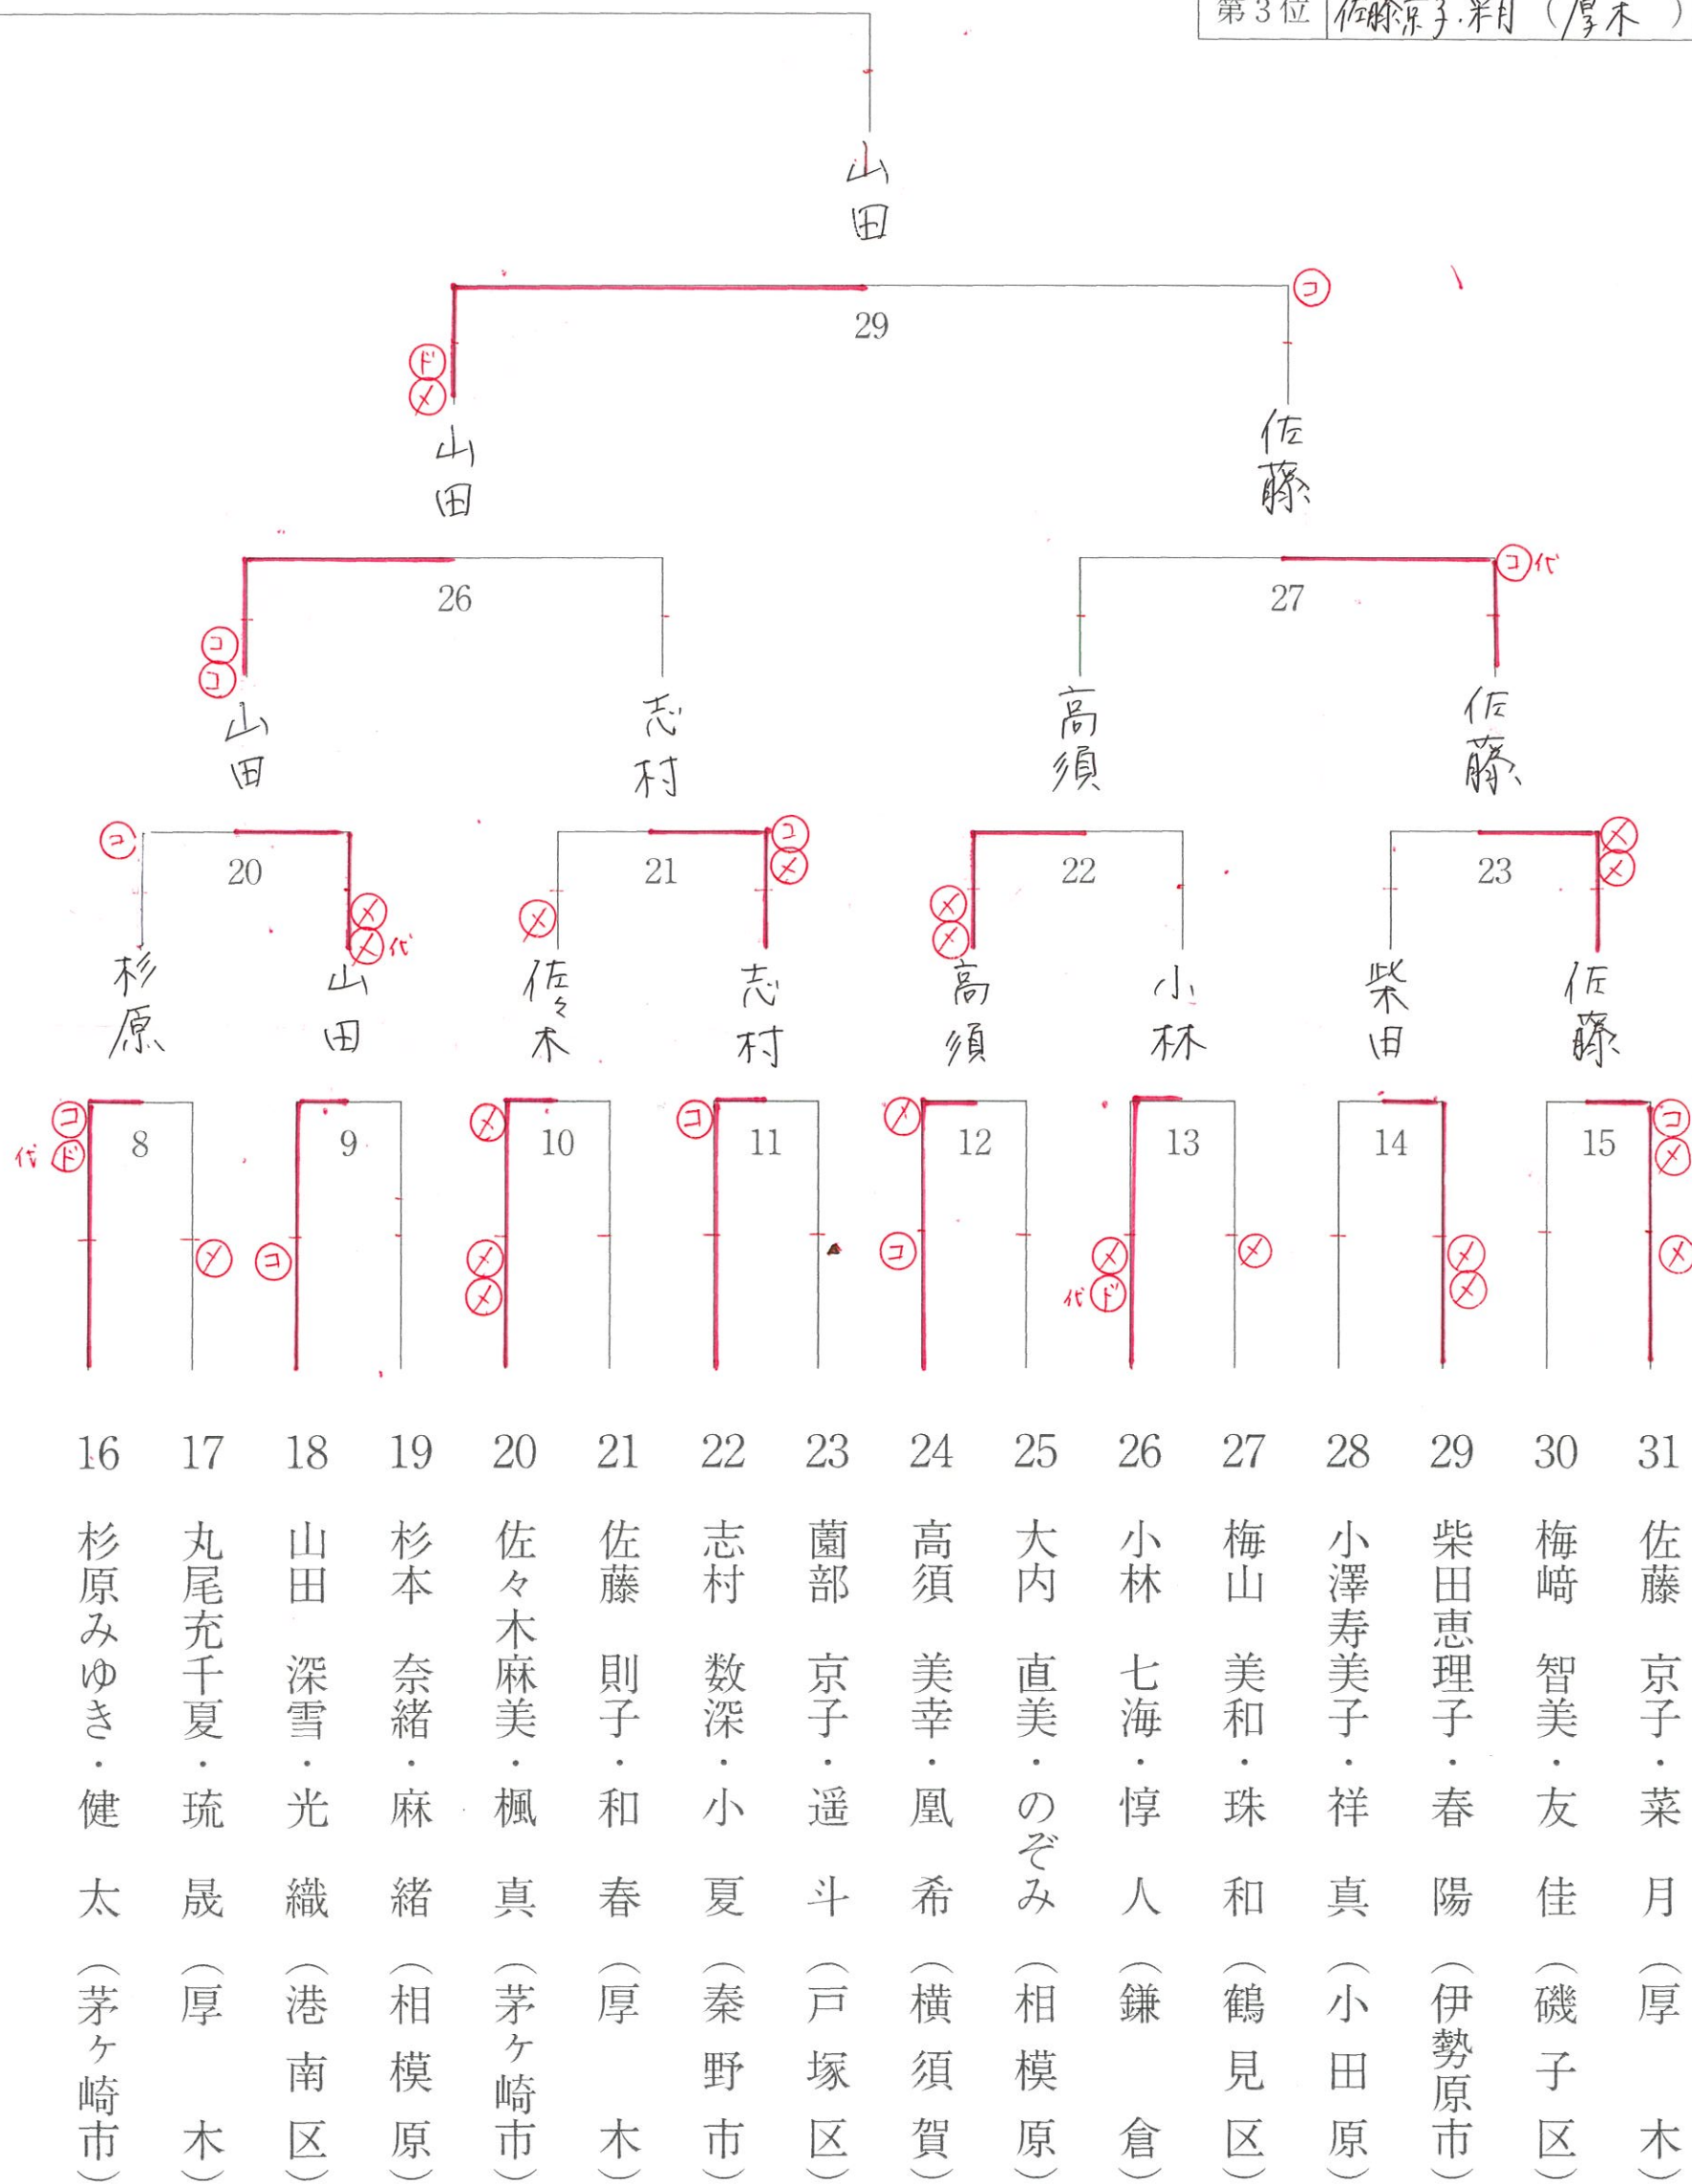 第3位 佐藤京子・菜月 (厚木 )
山田
コ
29
ド
メ
山田
佐藤
コ代
26
27
コ
コ
山田
志村
高須
佐藤
コ
コ
メ
メ
メ
20
21
22
23
メ
メ代
メ
メ
メ
杉原
山田
佐々木
志村
高須
小林
柴田
佐藤
コ
代ド
メ
コ
メ
コ
メ
8
9
10
11
12
13
14
15
メ
コ
メ
メ
コ
メ
代ド
メ
メ
メ
メ
16 杉原みゆき・健太(茅ヶ崎市)
17 丸尾充千夏・琉晟(厚木)
18 山田 深雪・光織(港南区)
19 杉本 奈緒・麻緒(相模原)
20 佐々木麻美・楓真(茅ヶ崎市)
21 佐藤 則子・和春(厚木)
22 志村 数深・小夏(秦野市)
23 薗部 京子・遥斗(戸塚区)
24 高須 美幸・凰希(横須賀)
25 大内 直美・のぞみ(相模原)
26 小林 七海・惇人(鎌倉)
27 梅山 美和・珠和(鶴見区)
28 小澤寿美子・祥真(小田原)
29 柴田恵理子・春陽(伊勢原市)
30 梅﨑 智美・友佳(磯子区)
31 佐藤 京子・菜月(厚木)